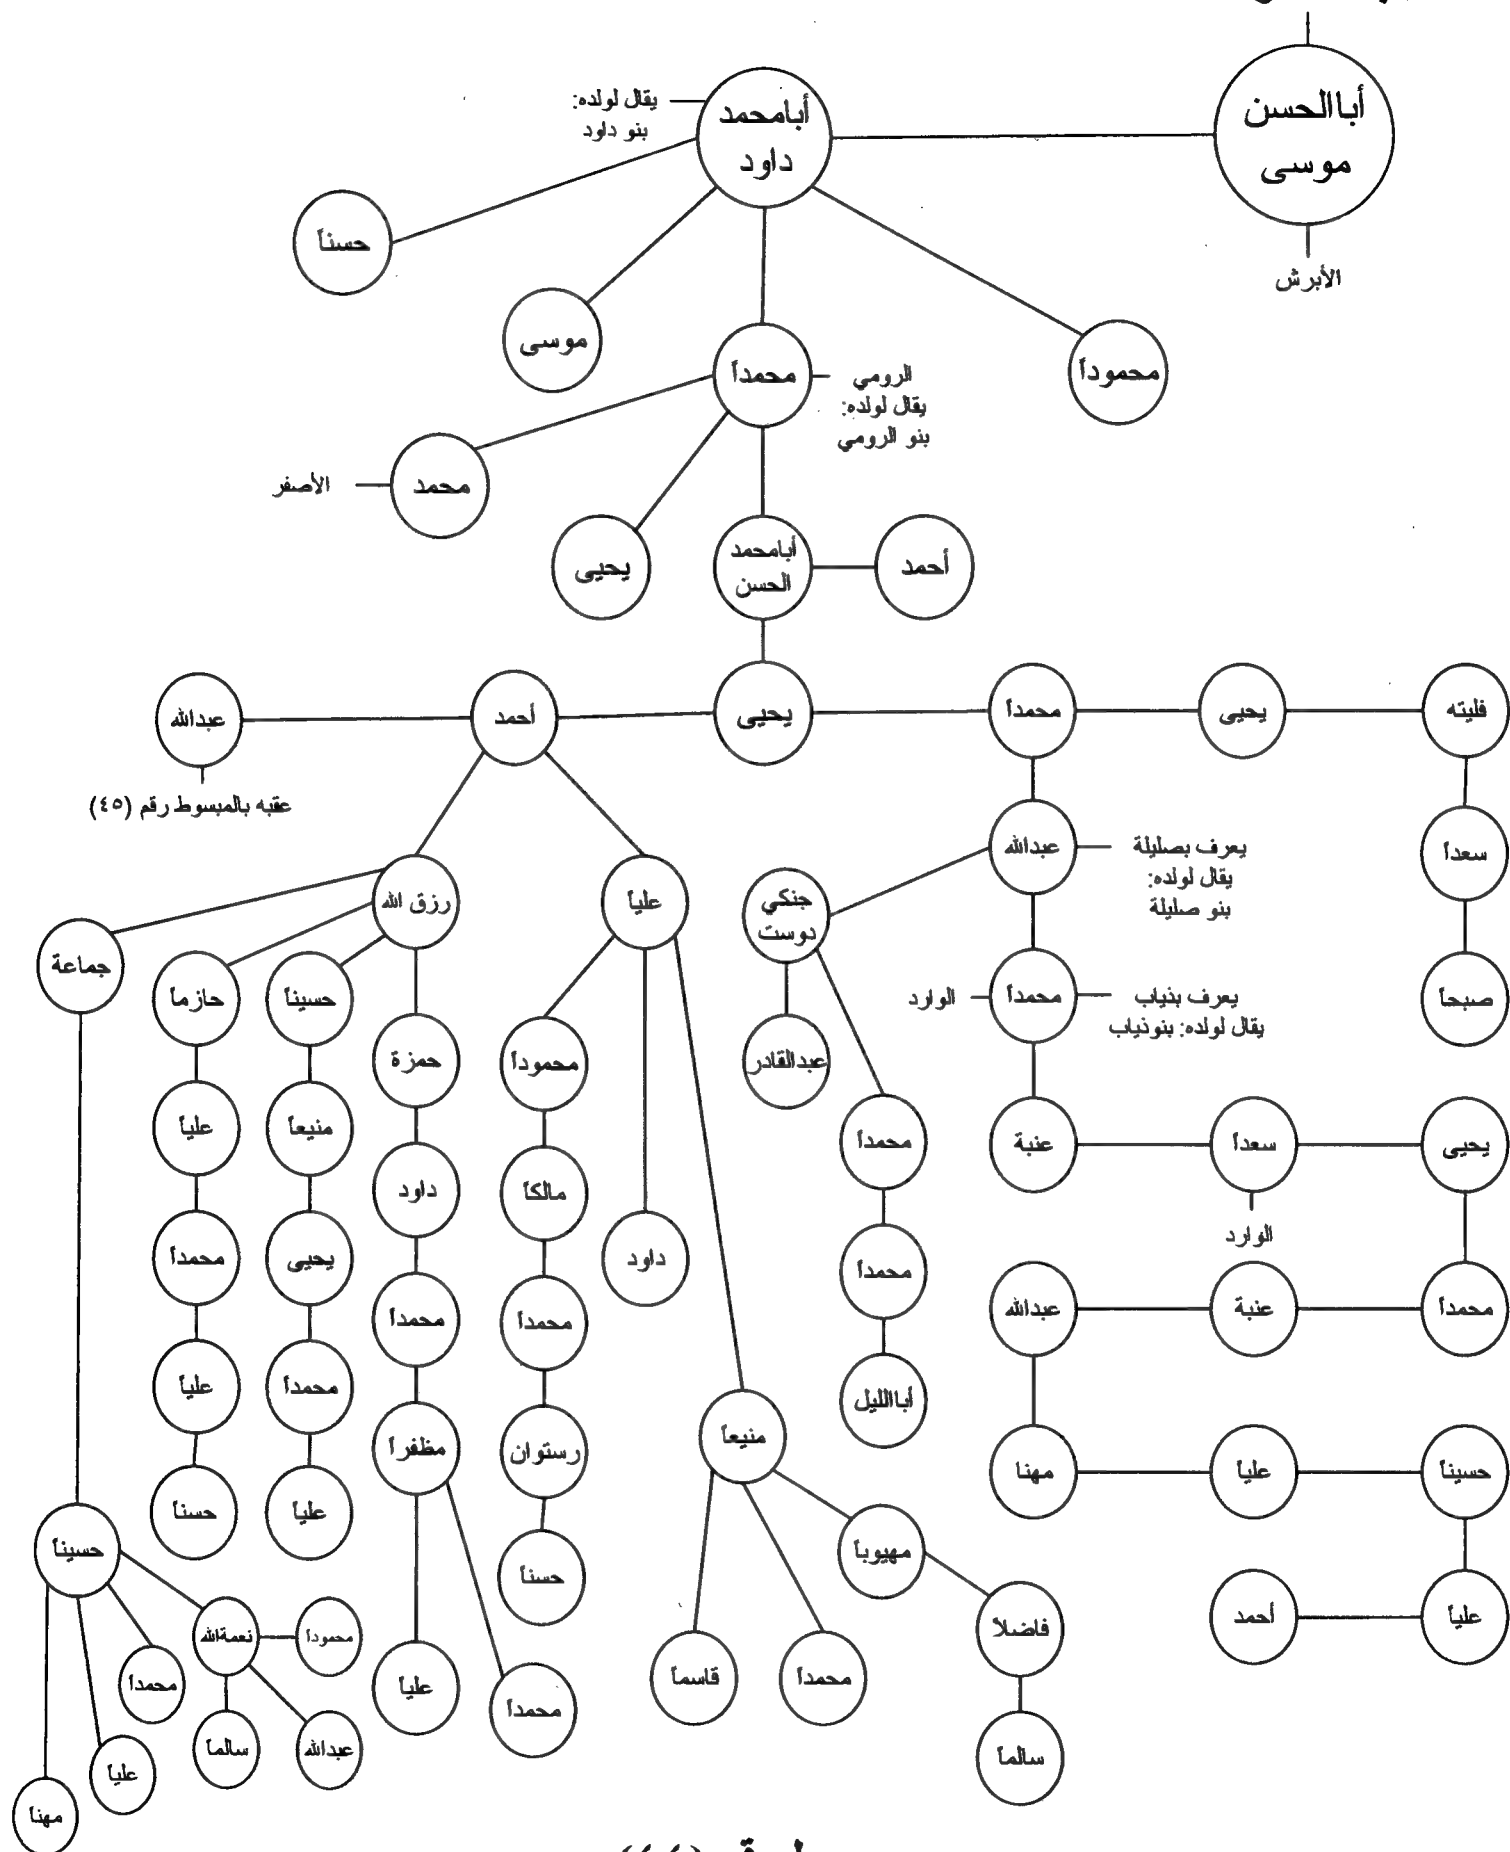 أباالحسن
موسى
الأبرش
أبامحمد
داود
يقال لولده:
بنو داود
محموداً
محمداً
موسى
حسناً
الرومي
يقال لولده:
بنو الرومي
محمد
الأصفر
يحيى
أبامحمد
الحسن
أحمد
فليته
يحيى
محمداً
يحيى
أحمد
عبدالله
عقبه بالمبسوط رقم (٤٥)
سعداً
صبحاً
عبدالله
يعرف بصليلة
يقال لولده:
بنو صليلة
جنكي
دوست
عبدالقادر
محمداً
محمداً
أباالليل
محمداً
يعرف بذياب
يقال لولده: بنوذياب
الوارد
عنبة
سعداً
الوارد
يحيى
محمداً
عنبة
عبدالله
مهنا
علياً
حسيناً
علياً
أحمد
علياً
محموداً
مالكاً
محمداً
رستوان
حسناً
داود
منيعاً
مهيوباً
فاضلاً
سالماً
محمداً
قاسماً
رزق الله
حمزة
داود
محمداً
مظفراً
محمداً
علياً
حسيناً
منيعاً
يحيى
محمداً
علياً
حازماً
علياً
محمداً
علياً
حسناً
جماعة
حسيناً
نعمةالله
محموداً
عبدالله
سالماً
محمداً
علياً
مهنا